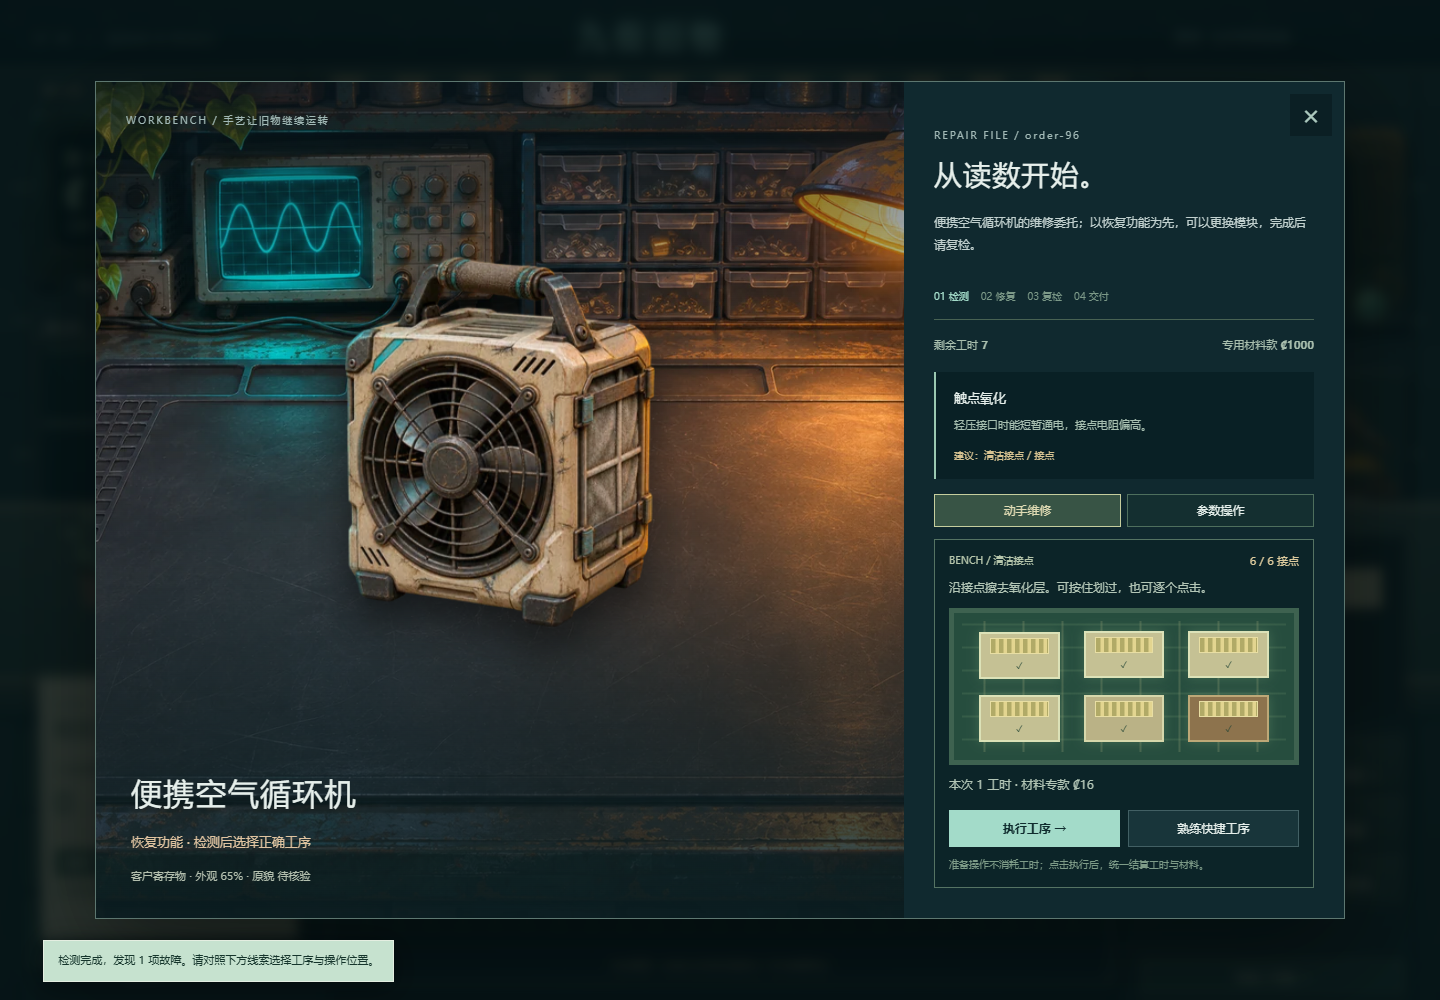 WORKBENCH / 手艺让旧物继续运转
REPAIR FILE / order-96
×
从读数开始。
便携空气循环机的维修委托；以恢复功能为先，可以更换模块，完成后
请复检。
01 检测 02 修复 03 复检 04 交付
剩余工时 7 专用材料款 ₡1000
触点氧化
轻压接口时能短暂通电，接点电阻偏高。
建议：清洁接点 / 接点
动手维修 参数操作
BENCH / 清洁接点 6 / 6 接点
沿接点擦去氧化层。可按住划过，也可逐个点击。
✓ ✓ ✓
✓ ✓ ✓
本次 1 工时 · 材料专款 ₡16
执行工序 → 熟练快捷工序
准备操作不消耗工时；点击执行后，统一结算工时与材料。
便携空气循环机
恢复功能 · 检测后选择正确工序
客户寄存物 · 外观 65% · 原貌 待核验
检测完成，发现 1 项故障。请对照下方线索选择工序与操作位置。